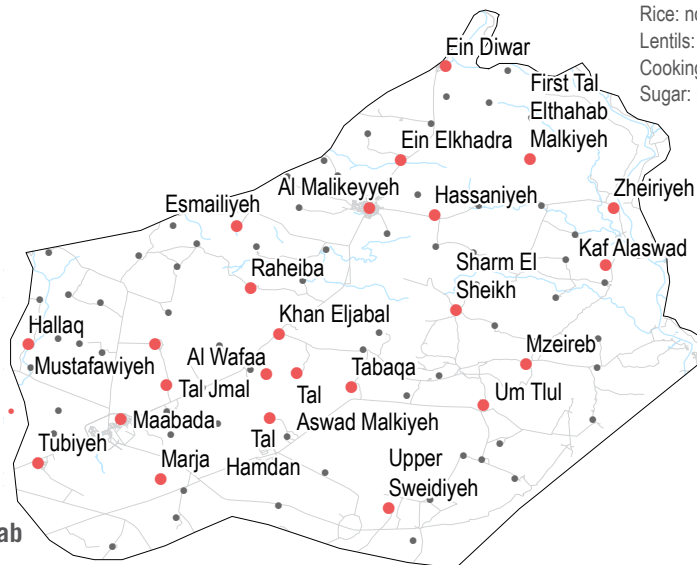 Rice: no
Lentils:
Cooking
Sugar:
Ein Diwar
First Tal
Elthahab
Malkiyeh
Ein Elkhadra
Al Malikeyyeh
Hassaniyeh
Zheiriyeh
Esmailiyeh
Kaf Alaswad
Raheiba
Sharm El
Sheikh
Khan Eljabal
Hallaq
Mustafawiyeh
Al Wafaa
Tabaqa
Mzeireb
Tal Jmal
Tal
Aswad Malkiyeh
Um Tlul
Maabada
Tal
Hamdan
Tubiyeh
Marja
Upper
Sweidiyeh
ab